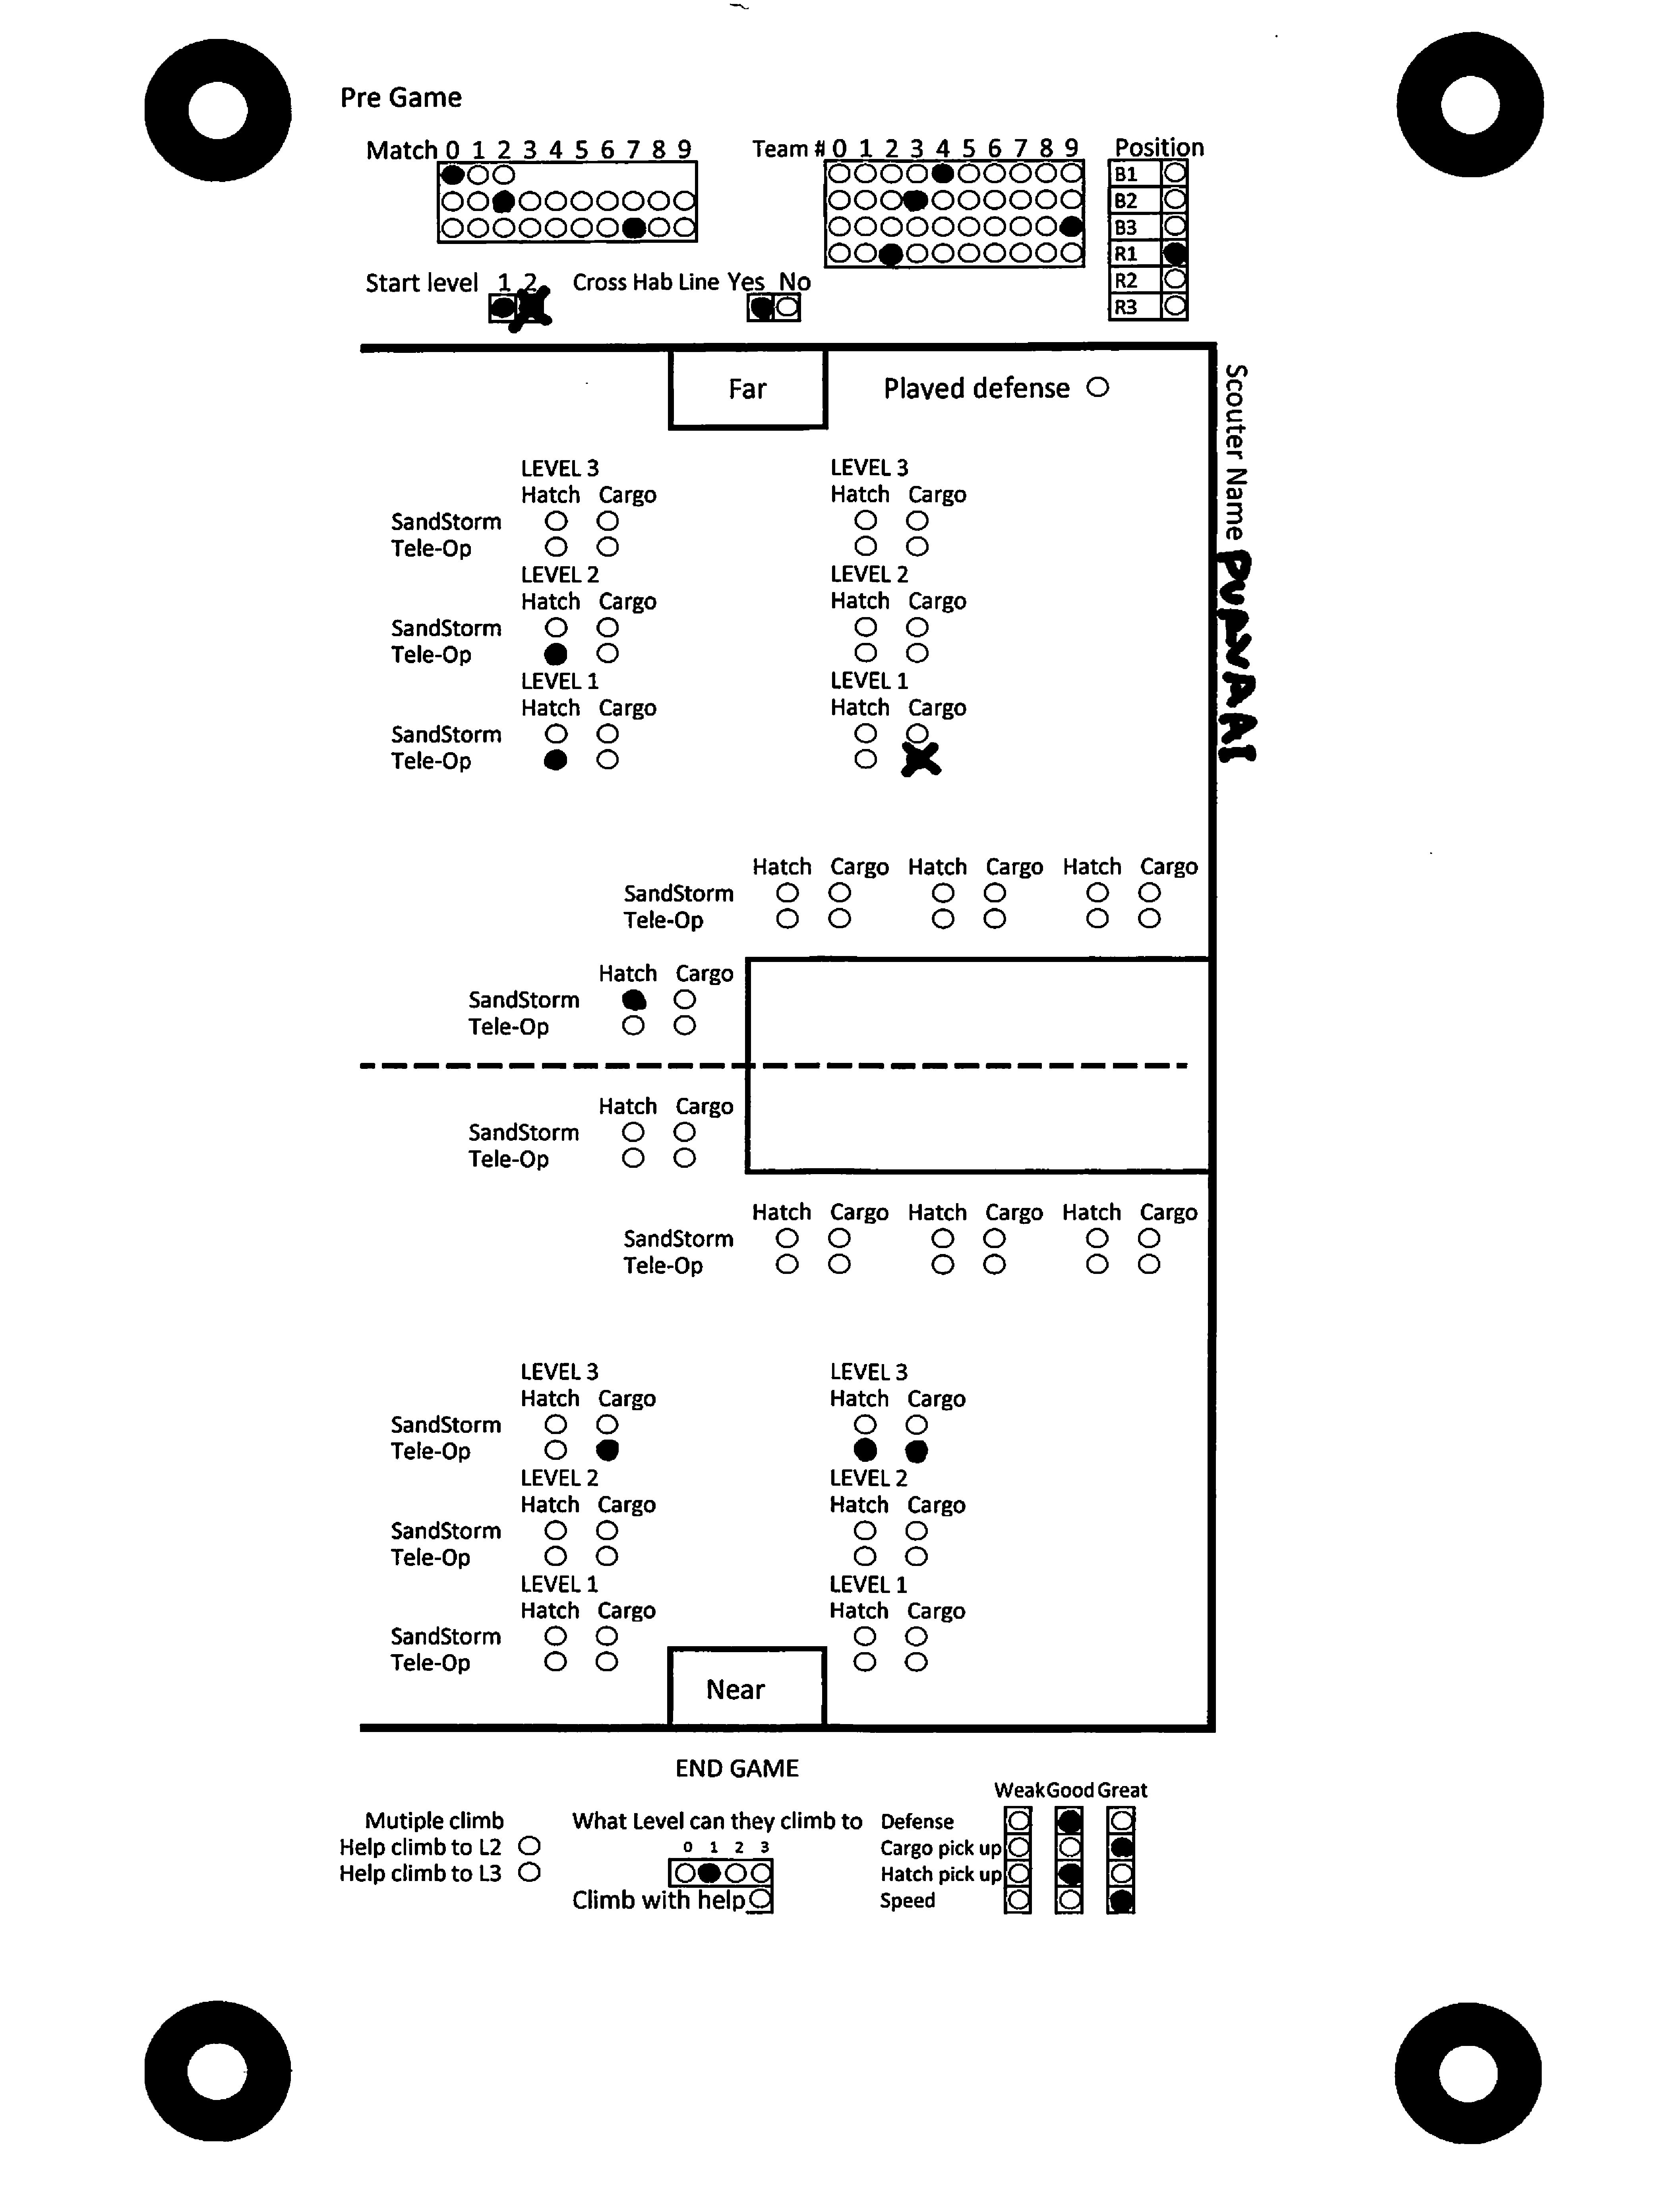 Pre Game
Match 0 1 2 3 4 5 6 7 8 9
Team # 0 1 2 3 4 5 6 7 8 9
Position
B1
B2
B3
R1
R2
R3
Start level 1 2
Cross Hab Line Yes No
Far
Played defense
Scouter Name
LEVEL 3 LEVEL 3
Hatch Cargo Hatch Cargo
SandStorm
Tele-Op
LEVEL 2 LEVEL 2
Hatch Cargo Hatch Cargo
SandStorm
Tele-Op
LEVEL 1 LEVEL 1
Hatch Cargo Hatch Cargo
SandStorm
Tele-Op
Hatch Cargo Hatch Cargo Hatch Cargo
SandStorm
Tele-Op
Hatch Cargo
SandStorm
Tele-Op
Hatch Cargo
SandStorm
Tele-Op
Hatch Cargo Hatch Cargo Hatch Cargo
SandStorm
Tele-Op
LEVEL 3 LEVEL 3
Hatch Cargo Hatch Cargo
SandStorm
Tele-Op
LEVEL 2 LEVEL 2
Hatch Cargo Hatch Cargo
SandStorm
Tele-Op
LEVEL 1 LEVEL 1
Hatch Cargo Hatch Cargo
SandStorm
Tele-Op
Near
END GAME
Mutiple climb
Help climb to L2
Help climb to L3
What Level can they climb to
0 1 2 3
Climb with help
Weak Good Great
Defense
Cargo pick up
Hatch pick up
Speed